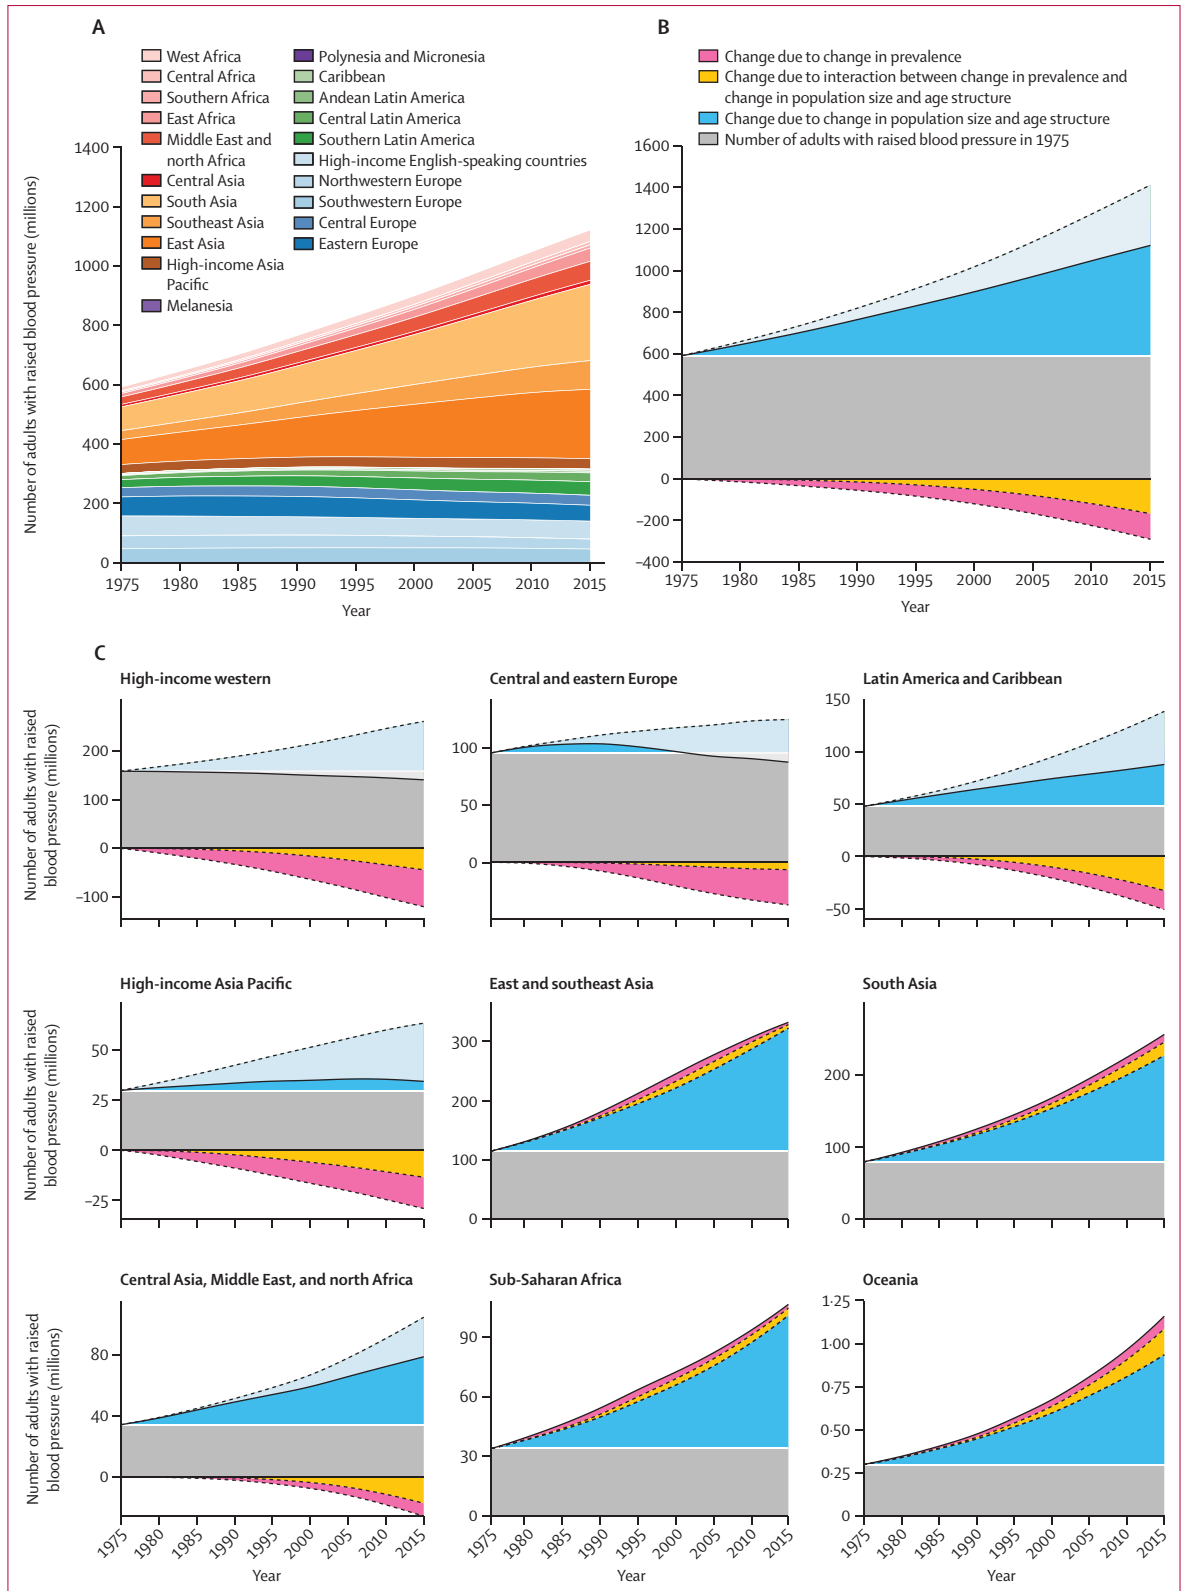 A
West Africa
Central Africa
Southern Africa
East Africa
Middle East and
north Africa
Central Asia
South Asia
Southeast Asia
East Asia
High-income Asia
Pacific
Melanesia
Polynesia and Micronesia
Caribbean
Andean Latin America
Central Latin America
Southern Latin America
High-income English-speaking countries
Northwestern Europe
Southwestern Europe
Central Europe
Eastern Europe
Number of adults with raised blood pressure (millions)
1400
1200
1000
800
600
400
200
0
1975 1980 1985 1990 1995 2000 2005 2010 2015
Year
B
Change due to change in prevalence
Change due to interaction between change in prevalence and
change in population size and age structure
Change due to change in population size and age structure
Number of adults with raised blood pressure in 1975
1600
1400
1200
1000
800
600
400
200
0
–200
–400
1975 1980 1985 1990 1995 2000 2005 2010 2015
Year
C
High-income western
Number of adults with raised
blood pressure (millions)
200
100
0
–100
Central and eastern Europe
100
50
0
Latin America and Caribbean
150
100
50
0
–50
High-income Asia Pacific
Number of adults with raised
blood pressure (millions)
50
25
0
–25
East and southeast Asia
300
200
100
0
South Asia
200
100
0
Central Asia, Middle East, and north Africa
Number of adults with raised
blood pressure (millions)
80
40
0
1975 1980 1985 1990 1995 2000 2005 2010 2015
Year
Sub-Saharan Africa
90
60
30
0
1975 1980 1985 1990 1995 2000 2005 2010 2015
Year
Oceania
1·25
1·00
0·75
0·50
0·25
0
1975 1980 1985 1990 1995 2000 2005 2010 2015
Year